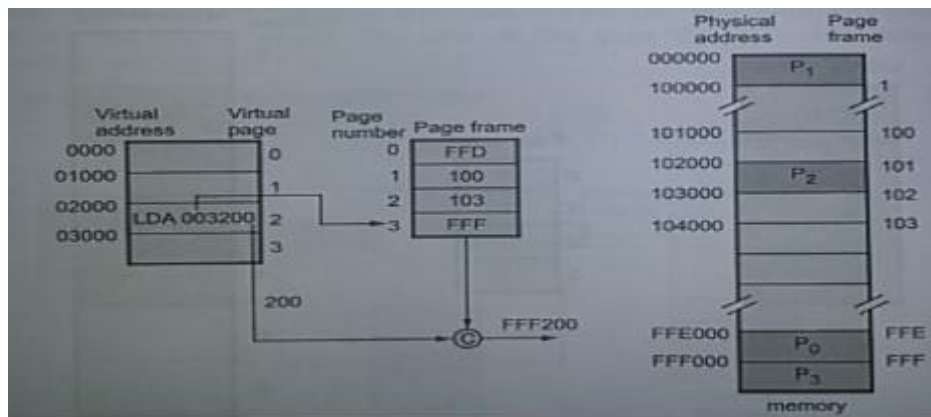 Physical address
Page frame
000000
P1
100000
1
101000
100
102000
P2
101
103000
102
104000
103
FFE000
P0
FFE
FFF000
P3
FFF
memory
Virtual address
Virtual page
0000
0
01000
1
02000
LDA 003200
2
03000
3
Page number
Page frame
0
FFD
1
100
2
103
3
FFF
200
C
FFF200